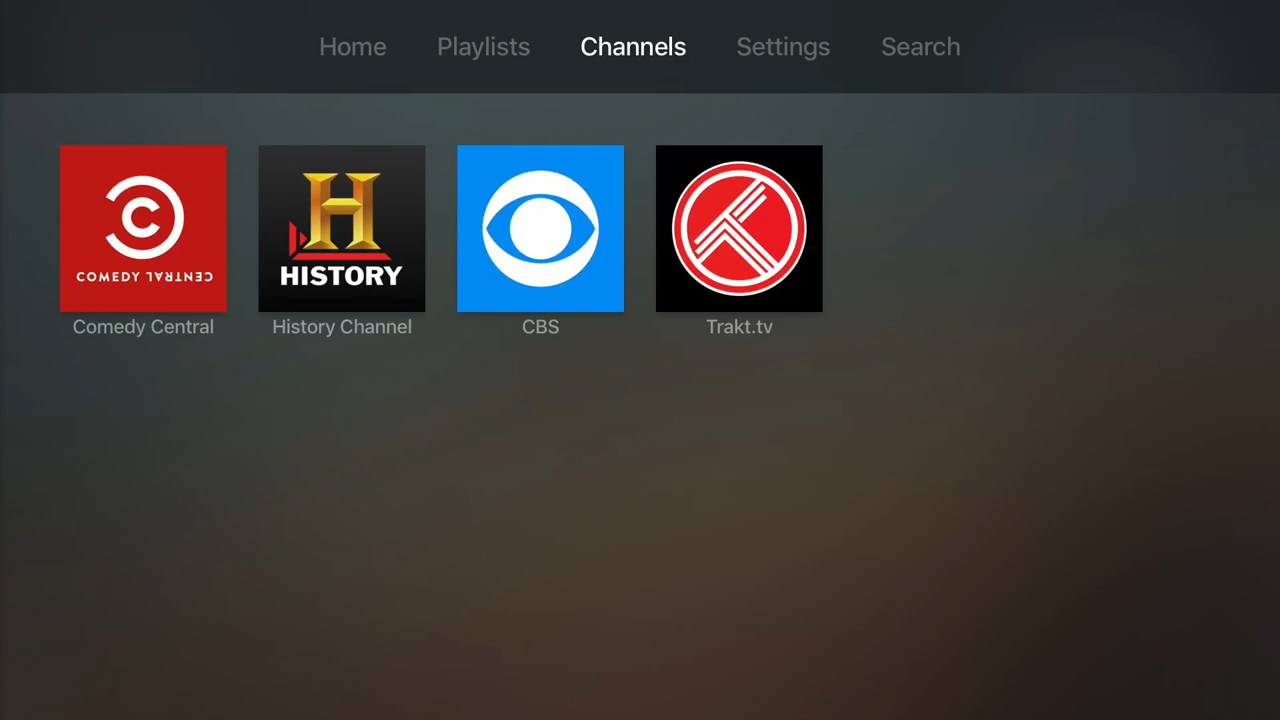 Home Playlists Channels Settings Search
COMEDY CENTRAL
HISTORY
Comedy Central History Channel CBS Trakt.tv